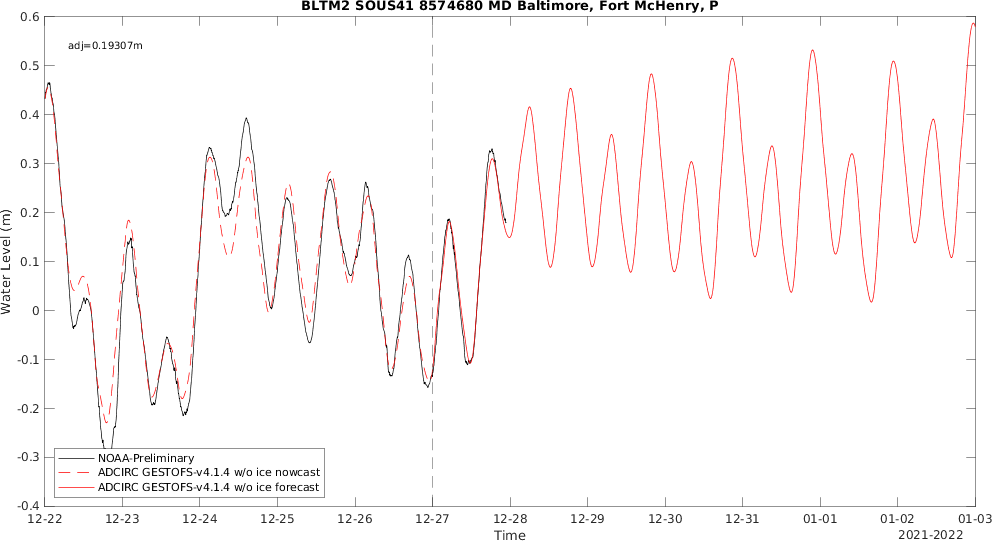 BLTM2 SOUS41 8574680 MD Baltimore, Fort McHenry, P
adj=0.19307m
0.6
0.5
0.4
0.3
0.2
0.1
0
-0.1
-0.2
-0.3
-0.4
Water Level (m)
NOAA-Preliminary
ADCIRC GESTOFS-v4.1.4 w/o ice nowcast
ADCIRC GESTOFS-v4.1.4 w/o ice forecast
12-22 12-23 12-24 12-25 12-26 12-27 12-28 12-29 12-30 12-31 01-01 01-02 01-03
Time
2021-2022